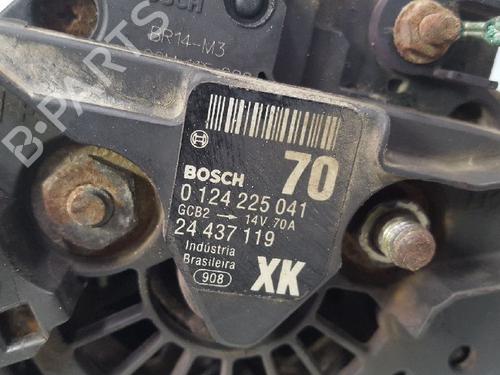 BOSCH
BR14-M3
B-PARTS
70
BOSCH
0 124 225 041
GCB2 → 14V 70A
24 437 119
Indústria
Brasileira
908
XK